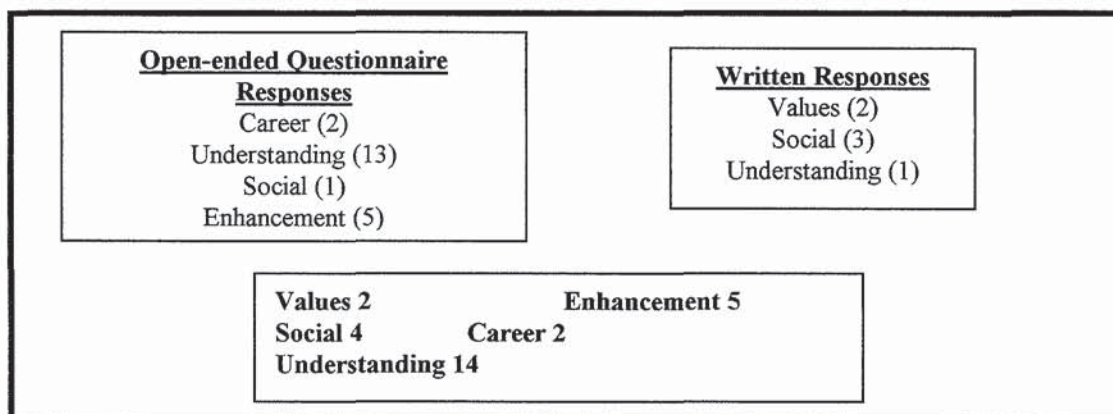 Open-ended Questionnaire
Responses
Career (2)
Understanding (13)
Social (1)
Enhancement (5)
Written Responses
Values (2)
Social (3)
Understanding (1)
Values 2 Enhancement 5
Social 4 Career 2
Understanding 14